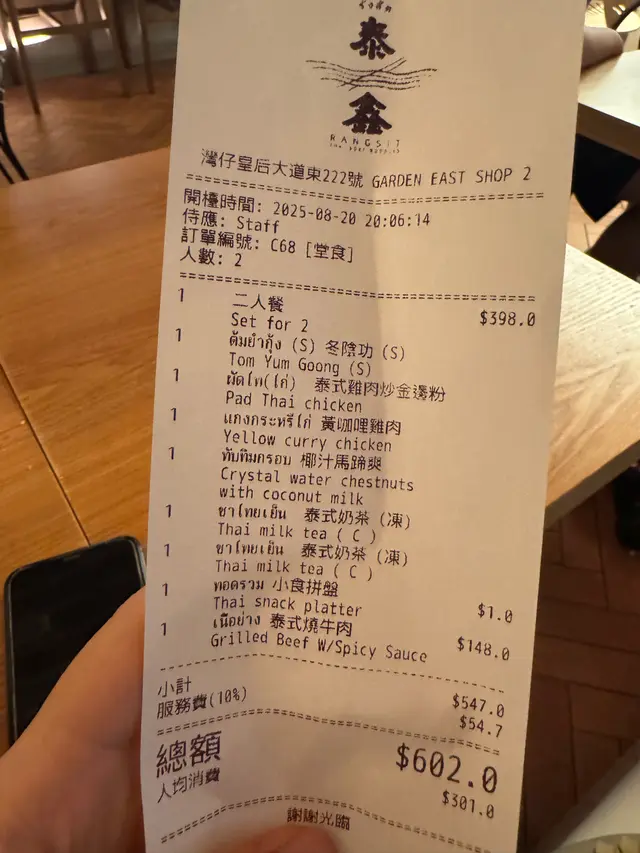 รังสิต
泰
鑫
RANGSIT
灣仔皇后大道東222號 GARDEN EAST SHOP 2
開檯時間: 2025-08-20 20:06:14
侍應: Staff
訂單編號: C68 [堂食]
人數: 2
1 二人餐 $398.0
Set for 2
1 ต้มยำกุ้ง (S) 冬陰功 (S)
Tom Yum Goong (S)
1 ผัดไท(ไก่) 泰式雞肉炒金邊粉
Pad Thai chicken
1 แกงกระหรี่ไก่ 黃咖哩雞肉
Yellow curry chicken
1 ทับทิมกรอบ 椰汁馬蹄爽
Crystal water chestnuts
with coconut milk
1 ชาไทยเย็น 泰式奶茶 (凍)
Thai milk tea ( C )
1 ชาไทยเย็น 泰式奶茶 (凍)
Thai milk tea ( C )
1 ทอดรวม 小食拼盤 $1.0
Thai snack platter
1 เนื้อย่าง 泰式燒牛肉 $148.0
Grilled Beef W/Spicy Sauce
小計 $547.0
服務費(10%) $54.7
總額 $602.0
人均消費 $301.0
謝謝光臨